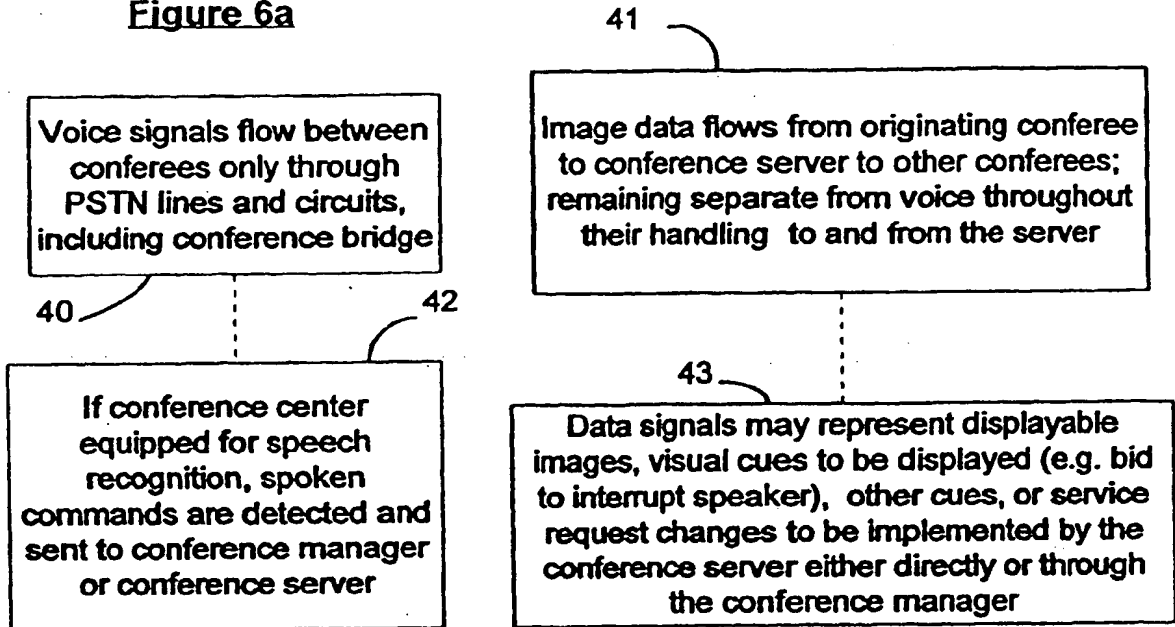 Figure 6a
41
Voice signals flow between
conferees only through
PSTN lines and circuits,
including conference bridge
Image data flows from originating conferee
to conference server to other conferees;
remaining separate from voice throughout
their handling to and from the server
40
42
If conference center
equipped for speech
recognition, spoken
commands are detected and
sent to conference manager
or conference server
43
Data signals may represent displayable
images, visual cues to be displayed (e.g. bid
to interrupt speaker), other cues, or service
request changes to be implemented by the
conference server either directly or through
the conference manager